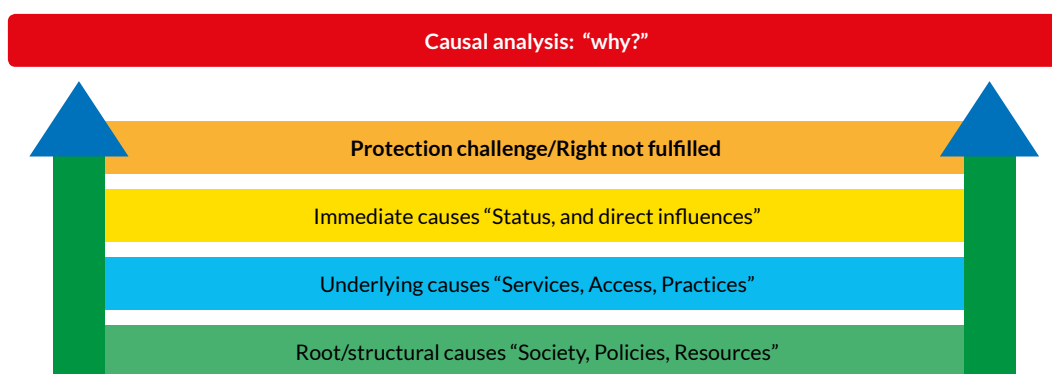 Causal analysis:  “why?”
Protection challenge/Right not fulfilled
Immediate causes “Status, and direct influences”
Underlying causes “Services, Access, Practices”
Root/structural causes “Society, Policies, Resources”